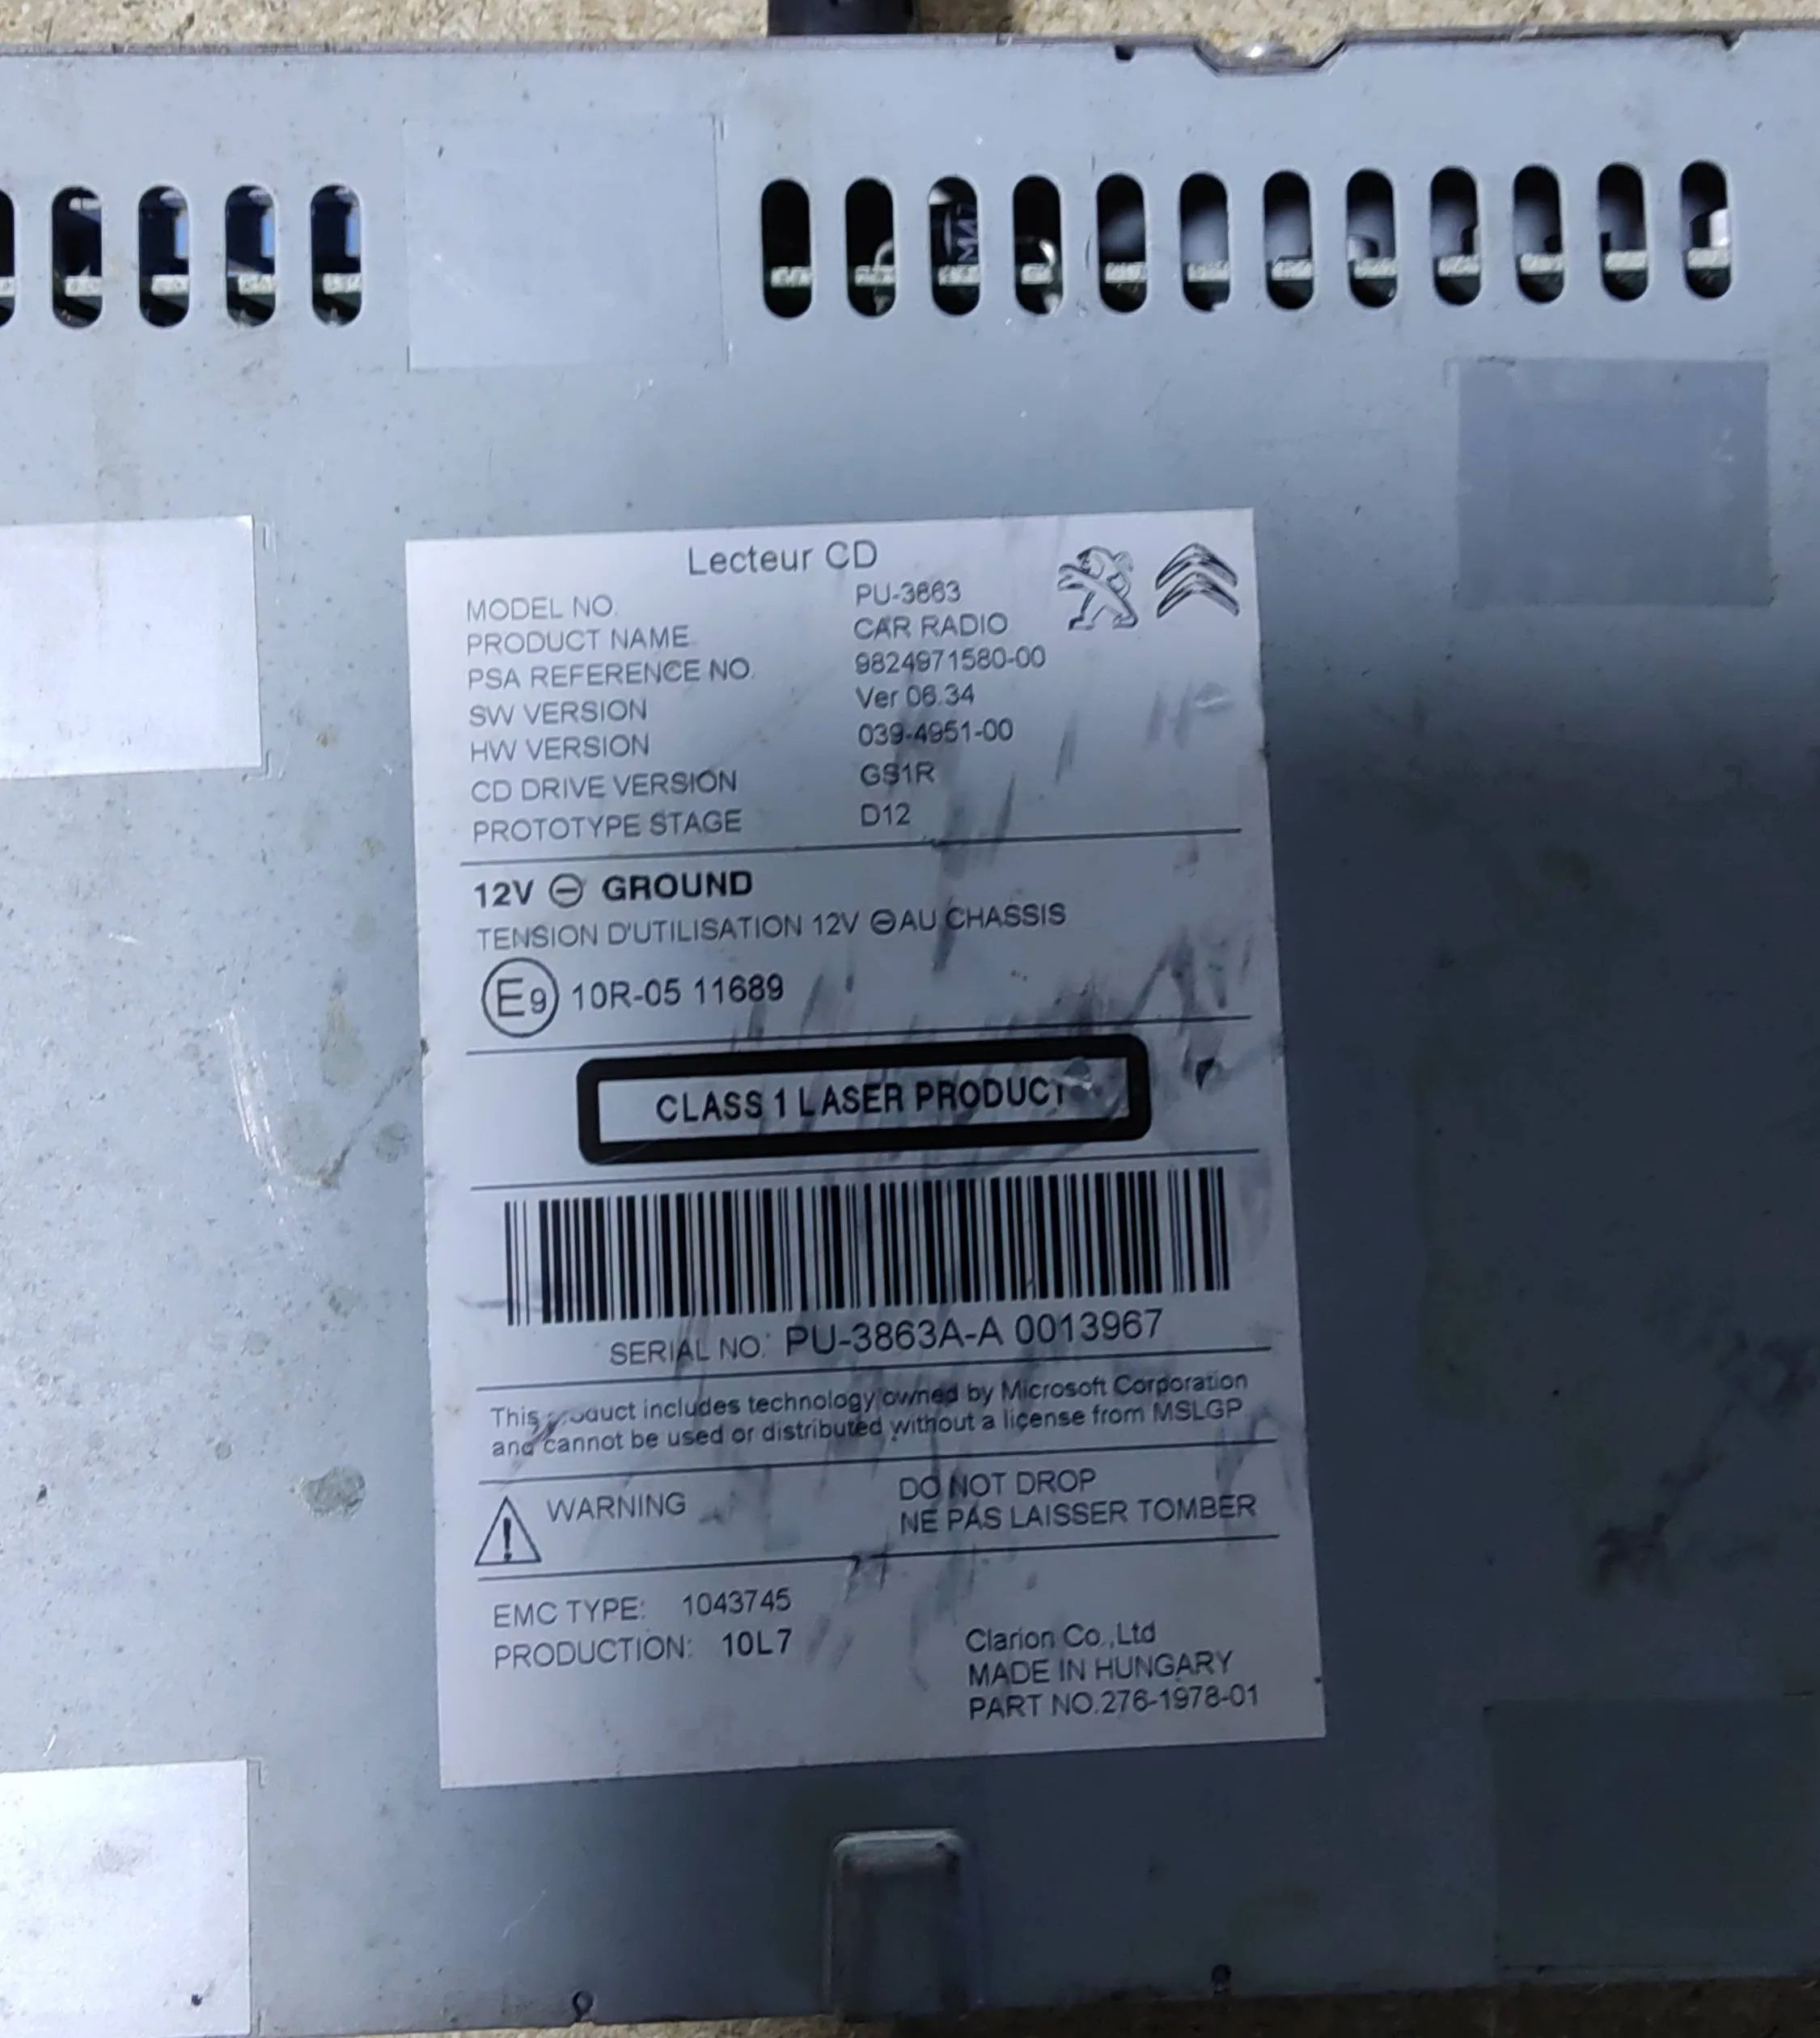 Lecteur CD
MODEL NO. PU-3863
PRODUCT NAME CAR RADIO
PSA REFERENCE NO. 9824971580-00
SW VERSION Ver 06.34
HW VERSION 039-4951-00
CD DRIVE VERSION GS1R
PROTOTYPE STAGE D12
12V ⊖ GROUND
TENSION D'UTILISATION 12V ⊖ AU CHASSIS
E9 10R-05 11689
CLASS 1 LASER PRODUCT
SERIAL NO: PU-3863A-A 0013967
This product includes technology owned by Microsoft Corporation
and cannot be used or distributed without a license from MSLGP
WARNING
DO NOT DROP
NE PAS LAISSER TOMBER
EMC TYPE: 1043745
PRODUCTION: 10L7
Clarion Co.,Ltd
MADE IN HUNGARY
PART NO.276-1978-01